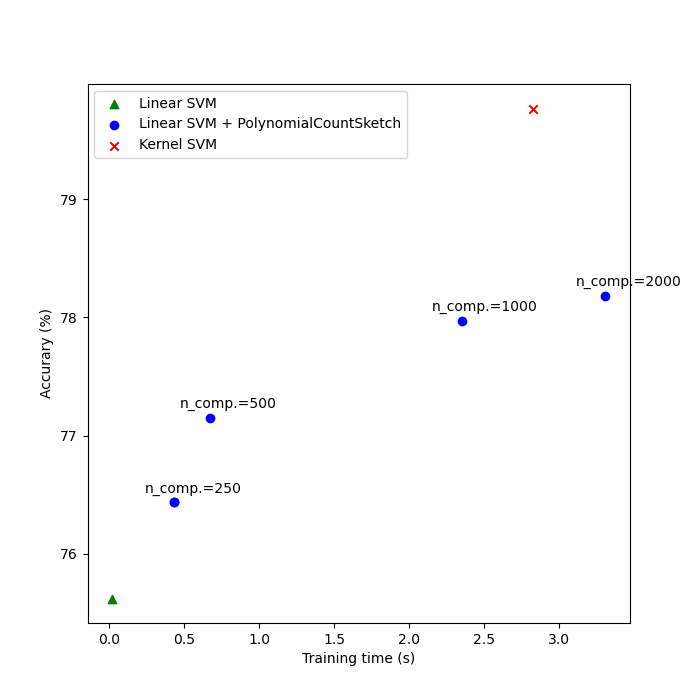 Linear SVM
Linear SVM + PolynomialCountSketch
Kernel SVM
79
78
77
76
Accurary (%)
n_comp.=2000
n_comp.=1000
n_comp.=500
n_comp.=250
0.0 0.5 1.0 1.5 2.0 2.5 3.0
Training time (s)